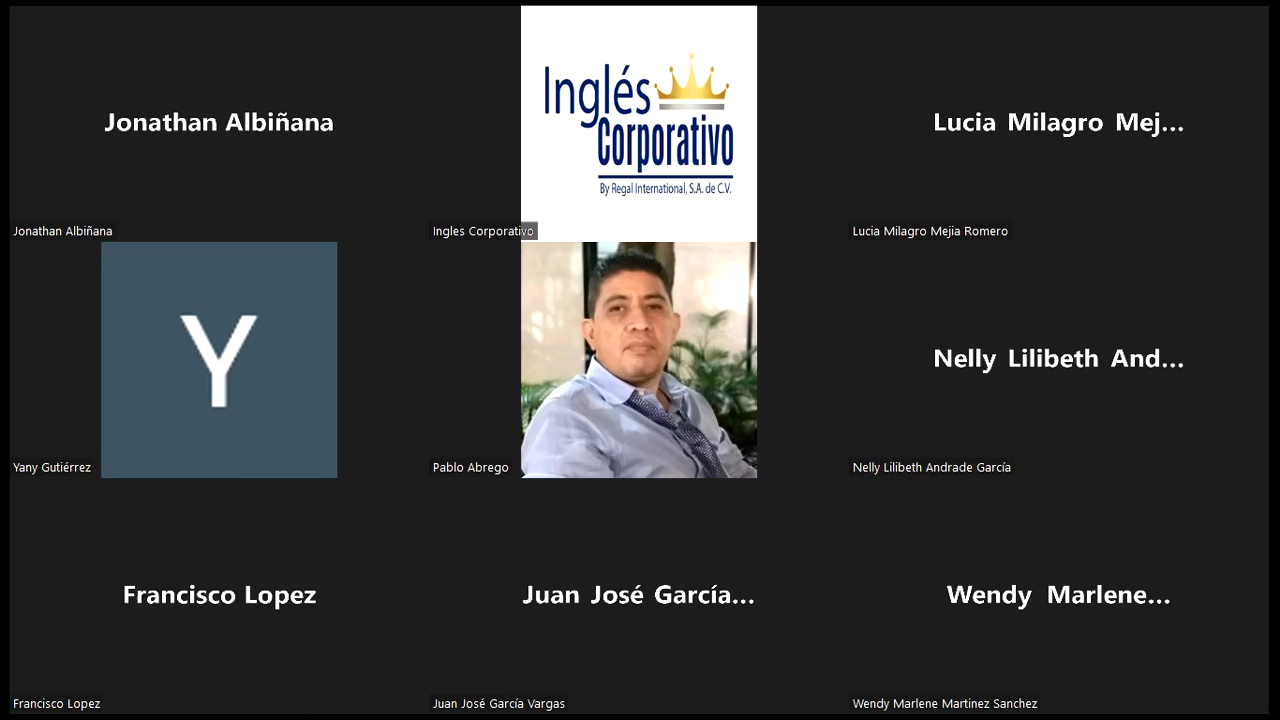 Jonathan Albiñana
Inglés
Corporativo
By Regal International, S.A. de C.V.
Lucia Milagro Mej...
Jonathan Albiñana
Ingles Corporativo
Lucia Milagro Mejia Romero
Y
Nelly Lilibeth And...
Yany Gutiérrez
Pablo Abrego
Nelly Lilibeth Andrade García
Francisco Lopez
Juan José García...
Wendy Marlene...
Francisco Lopez
Juan José García Vargas
Wendy Marlene Martinez Sanchez